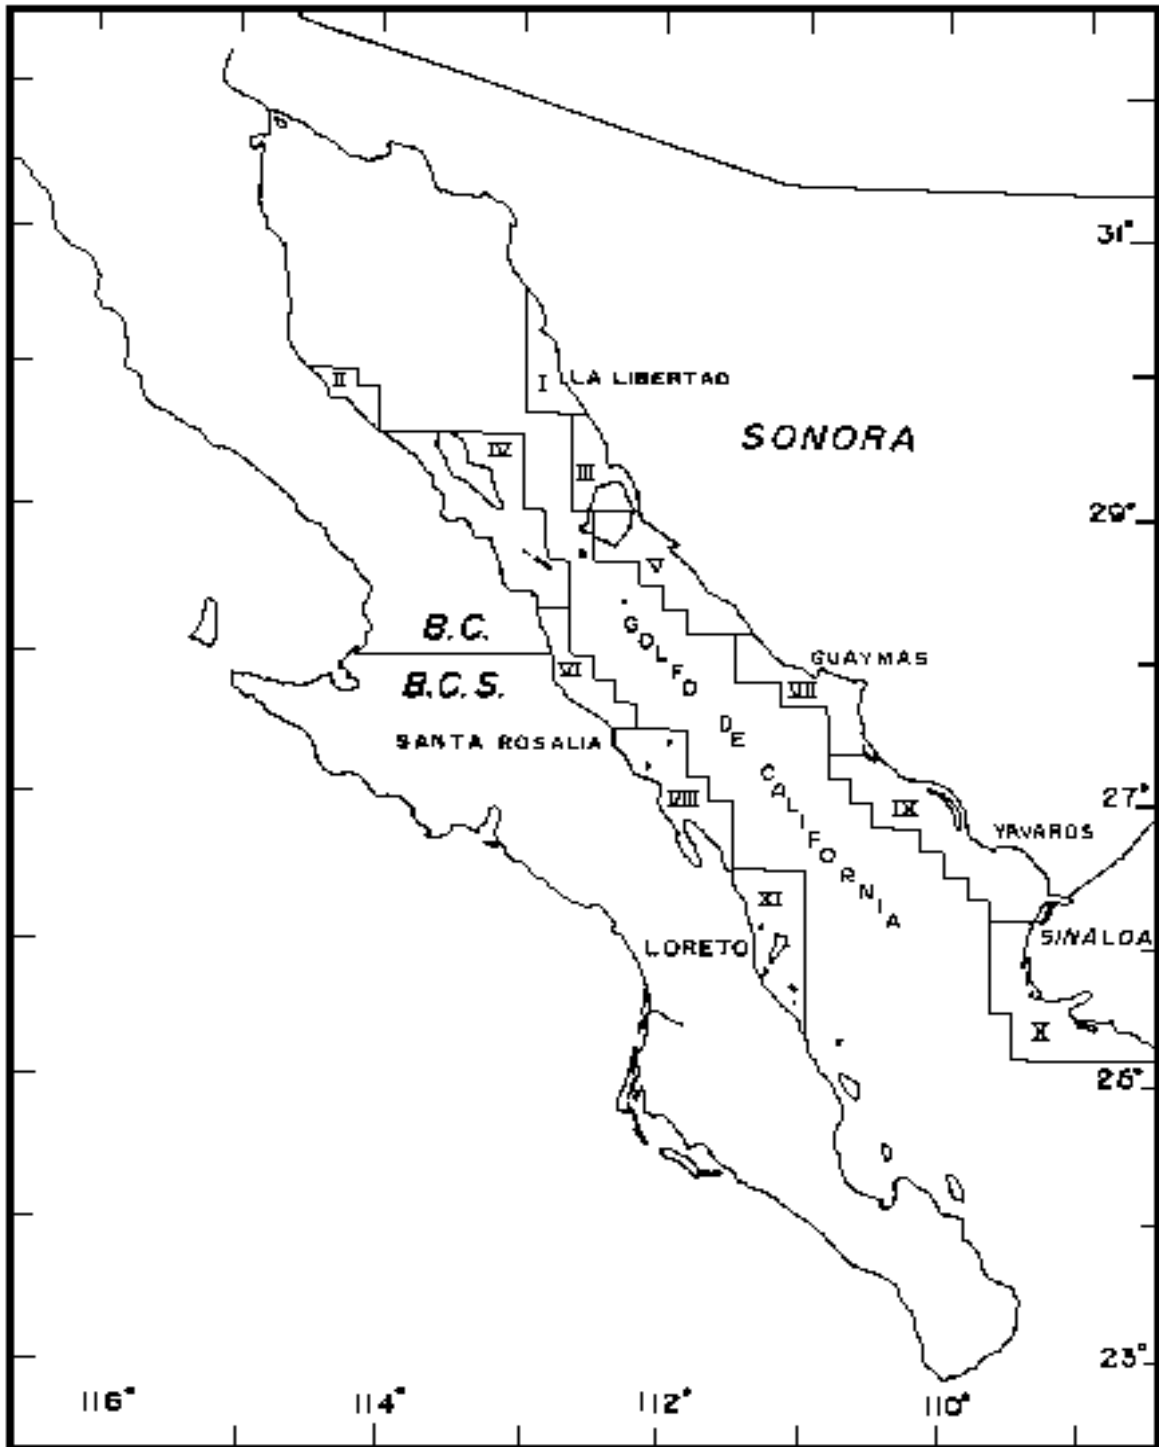 31°
II
I
LA LIBERTAD
SONORA
IV
III
29°
V
B.C.
GOLFO DE CALIFORNIA
GUAYMAS
VI
B.C.S.
VII
SANTA ROSALIA
VIII
IX
27°
YAVAROS
XI
LORETO
SINALOA
X
25°
23°
116°
114°
112°
110°